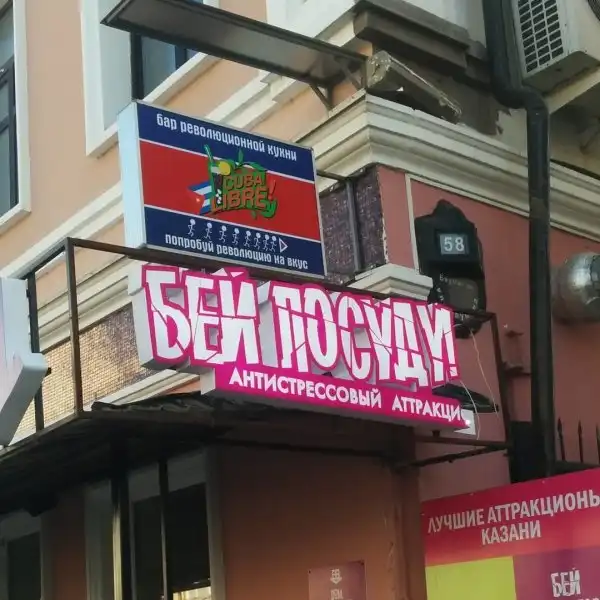 бар революционной кухни
CUBA
LIBRE!
попробуй революцию на вкус
58
БЕЙ ПОСУДУ!
АНТИСТРЕССОВЫЙ АТТРАКЦИ
ЛУЧШИЕ АТТРАКЦИОНЫ
КАЗАНИ
БЕЙ